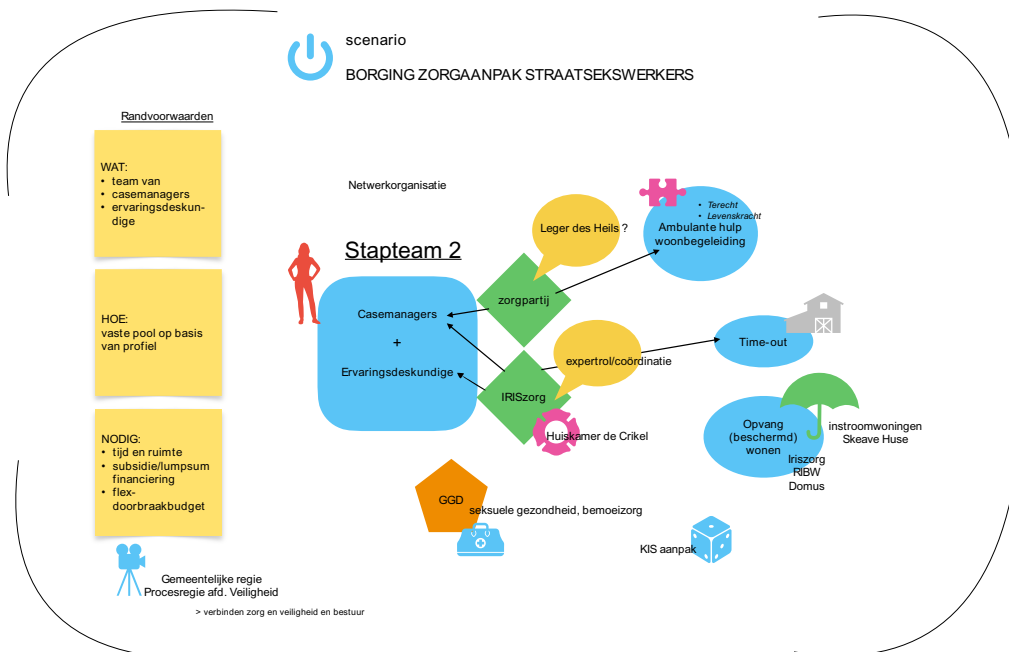 scenario
BORGING ZORGAANPAK STRAATSEKSWERKERS
Randvoorwaarden
WAT:
• team van
• casemanagers
• ervaringsdeskun-
dige
HOE:
vaste pool op basis
van profiel
NODIG:
• tijd en ruimte
• subsidie/lumpsum
financiering
• flex-
doorbraakbudget
Gemeentelijke regie
Procesregie afd. Veiligheid
> verbinden zorg en veiligheid en bestuur
Netwerkorganisatie
Stapteam 2
Casemanagers
+
Ervaringsdeskundige
Leger des Heils ?
zorgpartij
expertrol/coördinatie
IRISzorg
Huiskamer de Crikel
GGD
seksuele gezondheid, bemoeizorg
• Terecht
• Levenskracht
Ambulante hulp
woonbegeleiding
Time-out
Opvang
(beschermd)
wonen
instroomwoningen
Skeave Huse
Iriszorg
RIBW
Domus
KIS aanpak